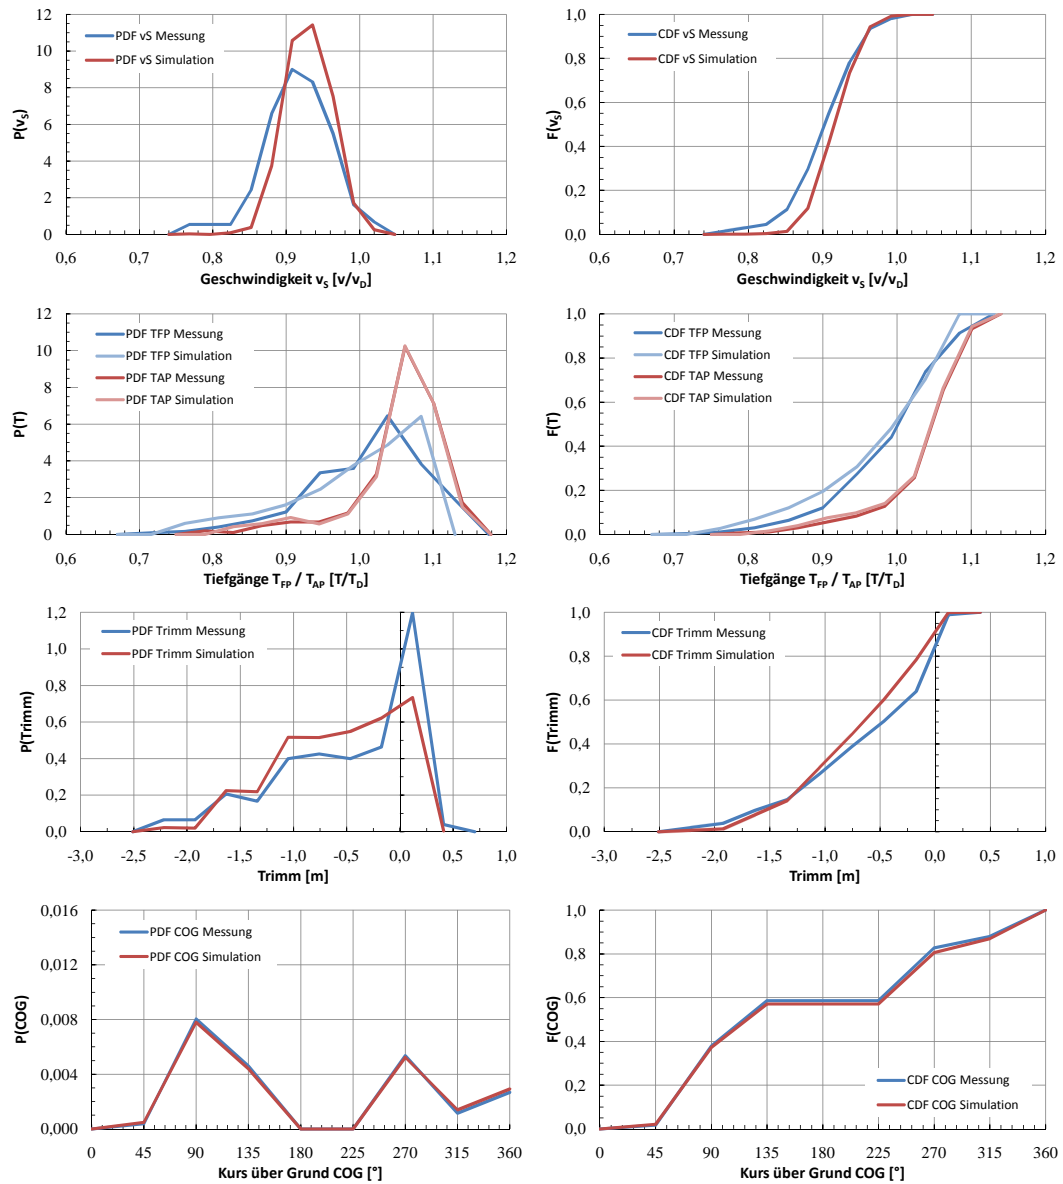 12
10
8
6
4
2
0
P(vS)
PDF vS Messung
PDF vS Simulation
0,6 0,7 0,8 0,9 1,0 1,1 1,2
Geschwindigkeit vS [v/vD]
1,0
0,8
0,6
0,4
0,2
0,0
F(vS)
CDF vS Messung
CDF vS Simulation
0,6 0,7 0,8 0,9 1,0 1,1 1,2
Geschwindigkeit vS [v/vD]
12
10
8
6
4
2
0
P(T)
PDF TFP Messung
PDF TFP Simulation
PDF TAP Messung
PDF TAP Simulation
0,6 0,7 0,8 0,9 1,0 1,1 1,2
Tiefgänge TFP / TAP [T/TD]
1,0
0,8
0,6
0,4
0,2
0,0
F(T)
CDF TFP Messung
CDF TFP Simulation
CDF TAP Messung
CDF TAP Simulation
0,6 0,7 0,8 0,9 1,0 1,1 1,2
Tiefgänge TFP / TAP [T/TD]
1,2
1,0
0,8
0,6
0,4
0,2
0,0
P(Trimm)
PDF Trimm Messung
PDF Trimm Simulation
-3,0 -2,5 -2,0 -1,5 -1,0 -0,5 0,0 0,5 1,0
Trimm [m]
1,0
0,8
0,6
0,4
0,2
0,0
F(Trimm)
CDF Trimm Messung
CDF Trimm Simulation
-3,0 -2,5 -2,0 -1,5 -1,0 -0,5 0,0 0,5 1,0
Trimm [m]
0,016
0,012
0,008
0,004
0,000
P(COG)
PDF COG Messung
PDF COG Simulation
0 45 90 135 180 225 270 315 360
Kurs über Grund COG [°]
1,0
0,8
0,6
0,4
0,2
0,0
F(COG)
CDF COG Messung
CDF COG Simulation
0 45 90 135 180 225 270 315 360
Kurs über Grund COG [°]